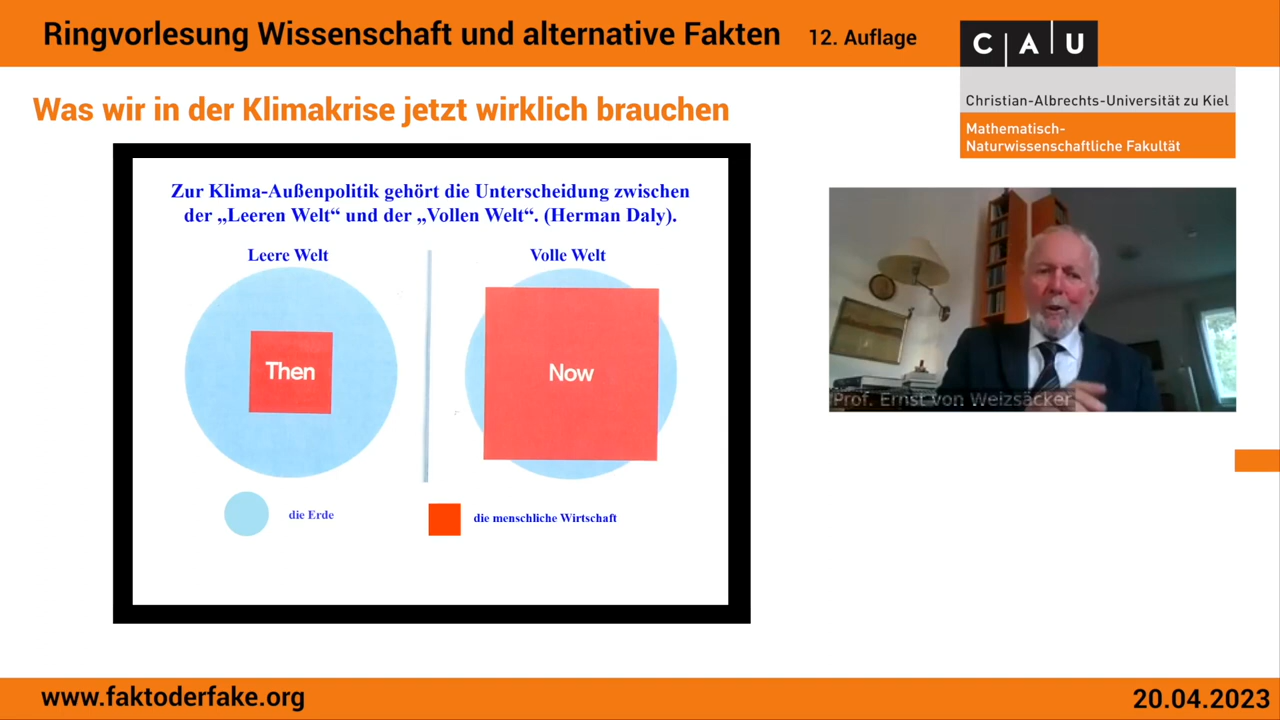 Ringvorlesung Wissenschaft und alternative Fakten 12. Auflage
C A U
Christian-Albrechts-Universität zu Kiel
Mathematisch-
Naturwissenschaftliche Fakultät
Was wir in der Klimakrise jetzt wirklich brauchen
Zur Klima-Außenpolitik gehört die Unterscheidung zwischen
der „Leeren Welt“ und der „Vollen Welt“. (Herman Daly).
Leere Welt
Volle Welt
Then
Now
die Erde
die menschliche Wirtschaft
Prof. Ernst von Weizsäcker
www.faktoderfake.org
20.04.2023